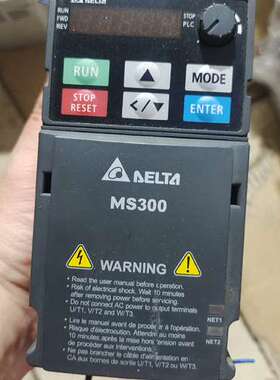 RUN
FWD
REV
STOP
PLC
RUN
MODE
STOP
RESET
</>
ENTER
DELTA
MS300
WARNING
Read the user manual before operation.
Risk of electrical shock. Wait 10 minutes
after removing power before servicing.
Do not connect AC power to output terminals
U/T1, V/T2 and W/T3.
Lire le manuel avant de procéder à l'opération.
Risque d'électrocution. Attendre au moins
10 minutes après la mise hors tension avant
de procéder aux interventions.
Ne pas brancher le câble d'alimentation en
CA aux bornes de sortie U/T1, V/T2 ou W/T3.
NET1
NET2